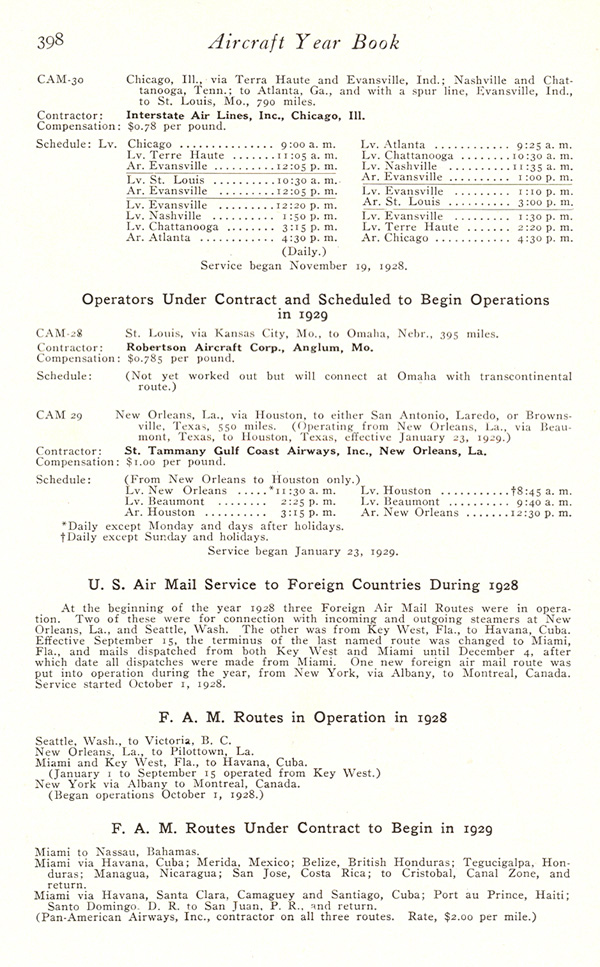 398 Aircraft Year Book
CAM-30 Chicago, Ill., via Terra Haute and Evansville, Ind.; Nashville and Chat-
tanooga, Tenn.; to Atlanta, Ga., and with a spur line, Evansville, Ind.,
to St. Louis, Mo., 790 miles.
Contractor: Interstate Air Lines, Inc., Chicago, Ill.
Compensation: $0.78 per pound.
Schedule: Lv. Chicago ............... 9:00 a. m. Lv. Atlanta ............ 9:25 a. m.
Lv. Terre Haute .......11:05 a. m. Lv. Chattanooga ........10:30 a. m.
Ar. Evansville ..........12:05 p. m. Lv. Nashville ..........11:35 a. m.
Lv. St. Louis ...........10:30 a. m. Ar. Evansville .......... 1:00 p. m.
Ar. Evansville ..........12:05 p. m. Lv. Evansville .......... 1:10 p. m.
Lv. Evansville ..........12:20 p. m. Ar. St. Louis ........... 3:00 p. m.
Lv. Nashville .......... 1:50 p. m. Lv. Evansville ......... 1:30 p. m.
Lv. Chattanooga ........ 3:15 p. m. Lv. Terre Haute ........ 2:20 p. m.
Ar. Atlanta ............ 4:30 p. m. Ar. Chicago ............ 4:30 p. m.
(Daily.)
Service began November 19, 1928.
Operators Under Contract and Scheduled to Begin Operations
in 1929
CAM-28 St. Louis, via Kansas City, Mo., to Omaha, Nebr., 395 miles.
Contractor: Robertson Aircraft Corp., Anglum, Mo.
Compensation: $0.785 per pound.
Schedule: (Not yet worked out but will connect at Omaha with transcontinental
route.)
CAM 29 New Orleans, La., via Houston, to either San Antonio, Laredo, or Browns-
ville, Texas, 550 miles. (Operating from New Orleans, La., via Beau-
mont, Texas, to Houston, Texas, effective January 23, 1929.)
Contractor: St. Tammany Gulf Coast Airways, Inc., New Orleans, La.
Compensation: $1.00 per pound.
Schedule: (From New Orleans to Houston only.)
Lv. New Orleans .....*11:30 a. m. Lv. Houston ...........†8:45 a. m.
Lv. Beaumont ........ 2:25 p. m. Lv. Beaumont .......... 9:40 a. m.
Ar. Houston .......... 3:15 p. m. Ar. New Orleans .......12:30 p. m.
*Daily except Monday and days after holidays.
†Daily except Sunday and holidays.
Service began January 23, 1929.
U. S. Air Mail Service to Foreign Countries During 1928
At the beginning of the year 1928 three Foreign Air Mail Routes were in opera-
tion. Two of these were for connection with incoming and outgoing steamers at New
Orleans, La., and Seattle, Wash. The other was from Key West, Fla., to Havana, Cuba.
Effective September 15, the terminus of the last named route was changed to Miami,
Fla., and mails dispatched from both Key West and Miami until December 4, after
which date all dispatches were made from Miami. One new foreign air mail route was
put into operation during the year, from New York, via Albany, to Montreal, Canada.
Service started October 1, 1928.
F. A. M. Routes in Operation in 1928
Seattle, Wash., to Victoria, B. C.
New Orleans, La., to Pilottown, La.
Miami and Key West, Fla., to Havana, Cuba.
(January 1 to September 15 operated from Key West.)
New York via Albany to Montreal, Canada.
(Began operations October 1, 1928.)
F. A. M. Routes Under Contract to Begin in 1929
Miami to Nassau, Bahamas.
Miami via Havana, Cuba; Merida, Mexico; Belize, British Honduras; Tegucigalpa, Hon-
duras; Managua, Nicaragua; San Jose, Costa Rica; to Cristobal, Canal Zone, and
return.
Miami via Havana, Santa Clara, Camaguey and Santiago, Cuba; Port au Prince, Haiti;
Santo Domingo, D. R. to San Juan, P. R., and return.
(Pan-American Airways, Inc., contractor on all three routes. Rate, $2.00 per mile.)